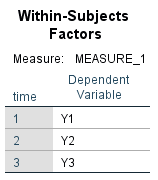 Within-Subjects
Factors
Measure: MEASURE_1
time Dependent
Variable
1 Y1
2 Y2
3 Y3